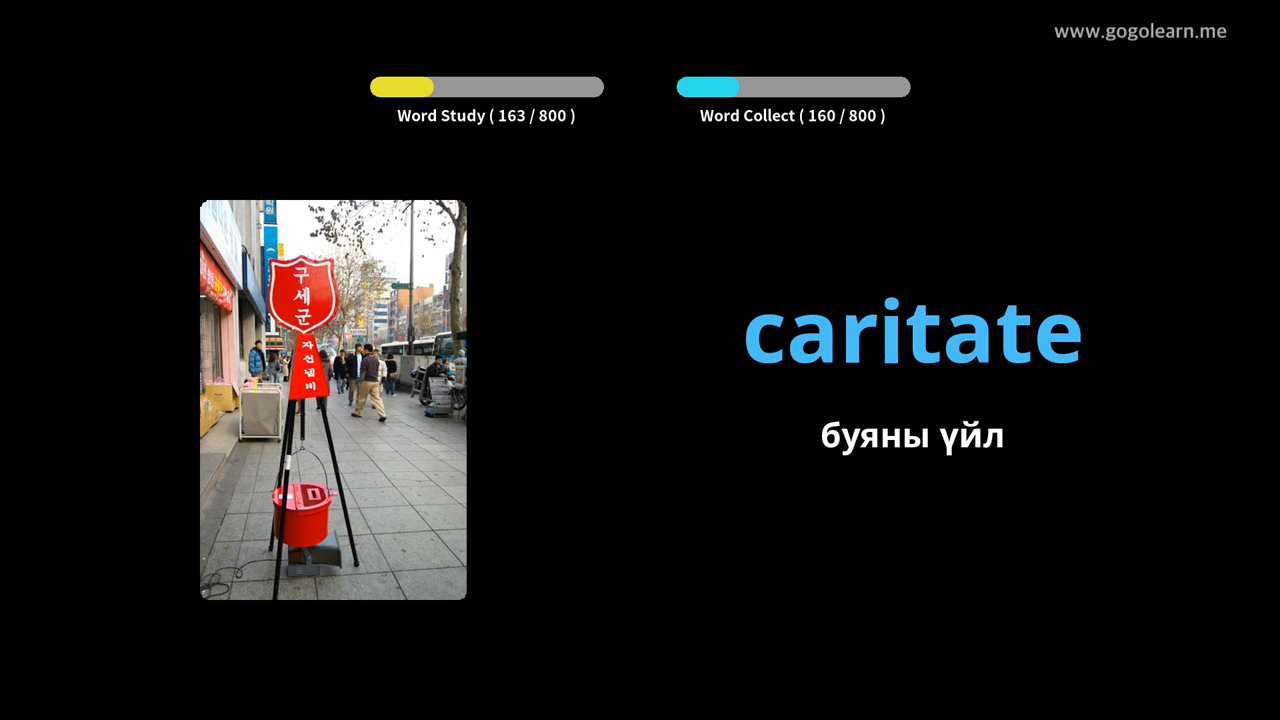 www.gogolearn.me
Word Study ( 163 / 800 )
Word Collect ( 160 / 800 )
구세군
자선냄비
caritate
буяны үйл